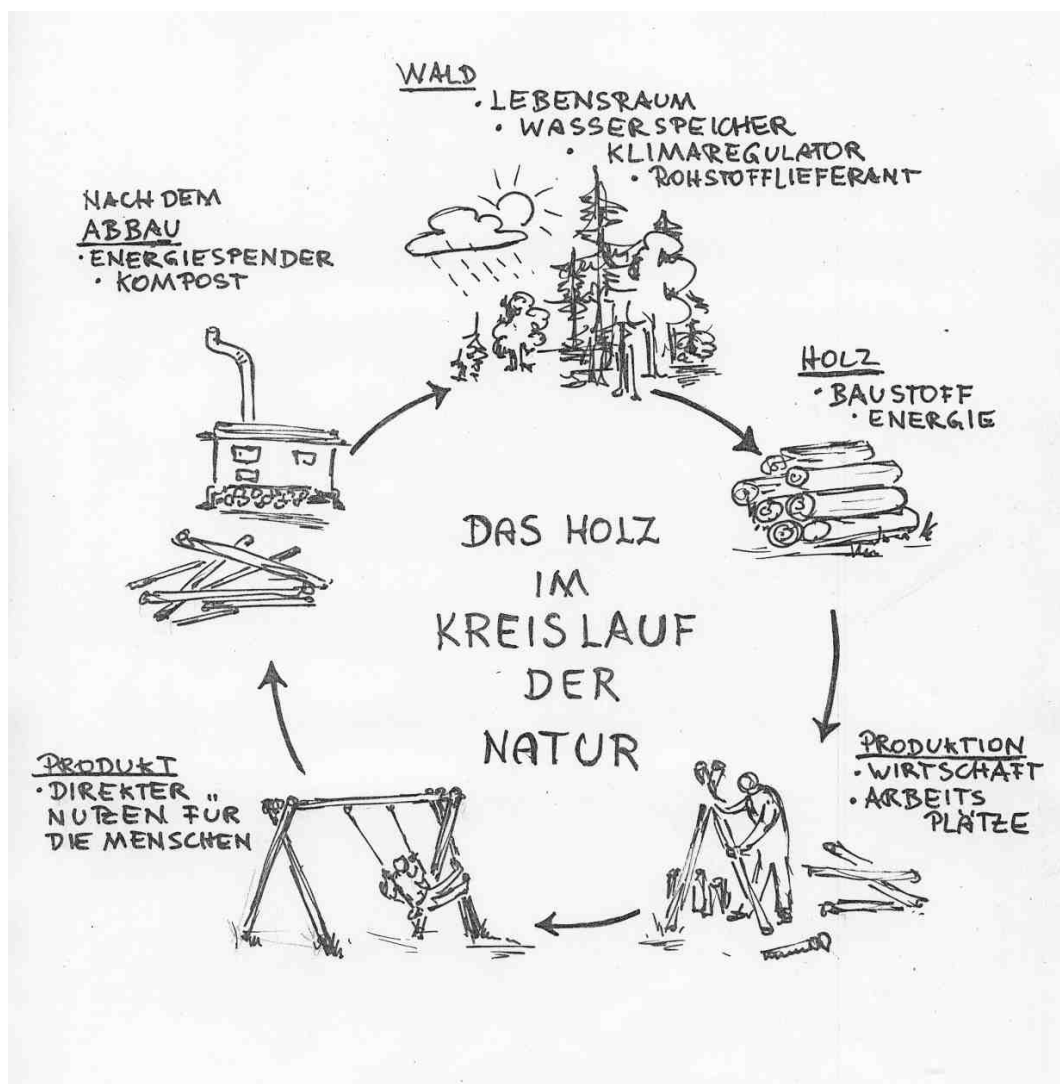 WALD
· LEBENSRAUM
· WASSERSPEICHER
· KLIMAREGULATOR
· ROHSTOFFLIEFERANT
NACH DEM
ABBAU
· ENERGIESPENDER
· KOMPOST
HOLZ
· BAUSTOFF
· ENERGIE
DAS HOLZ
IM
KREISLAUF
DER
NATUR
PRODUKTION
· WIRTSCHAFT
· ARBEITS
PLÄTZE
PRODUKT
· DIREKTER
NUTZEN FÜR
DIE MENSCHEN